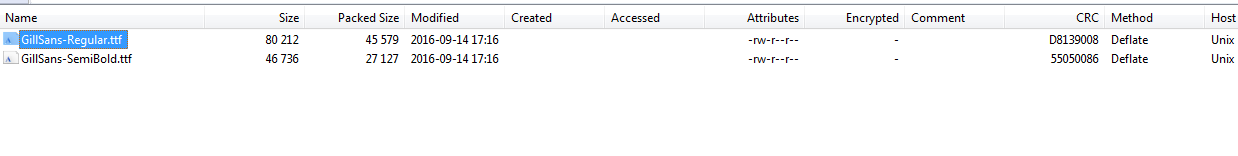 Name Size Packed Size Modified Created Accessed Attributes Encrypted Comment CRC Method Host
GillSans-Regular.ttf 80 212 45 579 2016-09-14 17:16 -rw-r--r-- - D8139008 Deflate Unix
GillSans-SemiBold.ttf 46 736 27 127 2016-09-14 17:16 -rw-r--r-- - 55050086 Deflate Unix